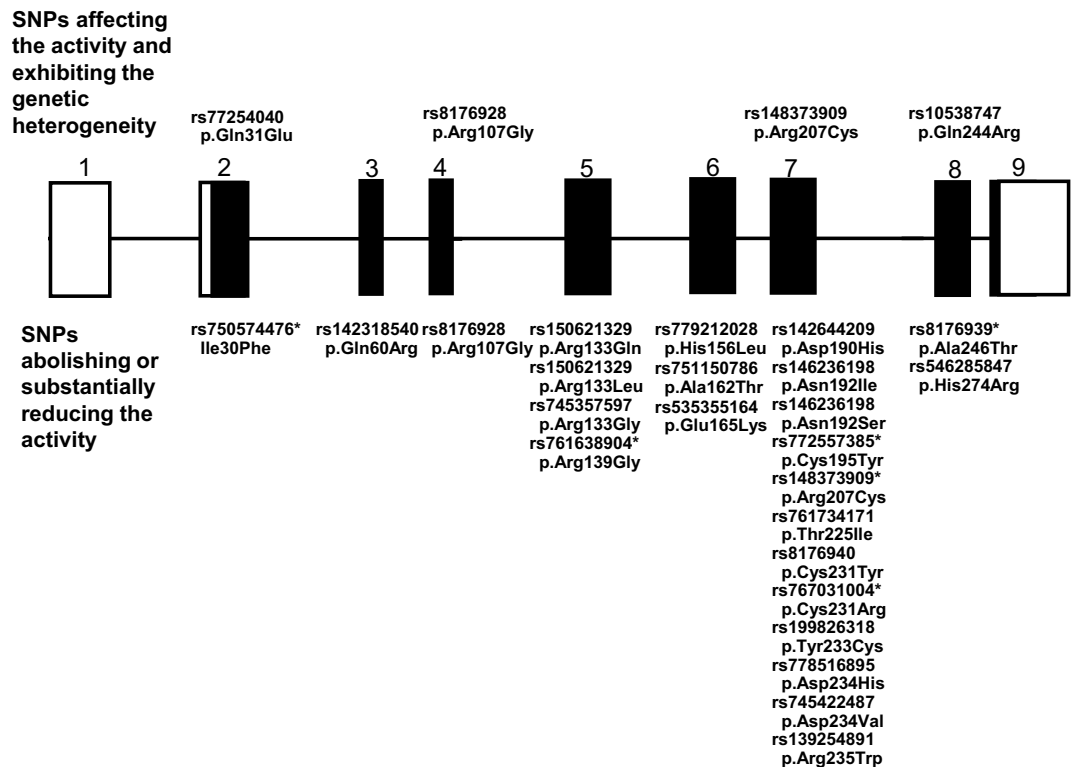 SNPs affecting
the activity and
exhibiting the
genetic
heterogeneity
rs77254040
p.Gln31Glu
rs8176928
p.Arg107Gly
rs148373909
p.Arg207Cys
rs10538747
p.Gln244Arg
1
2
3
4
5
6
7
8
9
SNPs
abolishing or
substantially
reducing the
activity
rs750574476*
Ile30Phe
rs142318540
p.Gln60Arg
rs8176928
p.Arg107Gly
rs150621329
p.Arg133Gln
rs150621329
p.Arg133Leu
rs745357597
p.Arg133Gly
rs761638904*
p.Arg139Gly
rs779212028
p.His156Leu
rs751150786
p.Ala162Thr
rs535355164
p.Glu165Lys
rs142644209
p.Asp190His
rs146236198
p.Asn192Ile
rs146236198
p.Asn192Ser
rs772557385*
p.Cys195Tyr
rs148373909*
p.Arg207Cys
rs761734171
p.Thr225Ile
rs8176940
p.Cys231Tyr
rs767031004*
p.Cys231Arg
rs199826318
p.Tyr233Cys
rs778516895
p.Asp234His
rs745422487
p.Asp234Val
rs139254891
p.Arg235Trp
rs8176939*
p.Ala246Thr
rs546285847
p.His274Arg